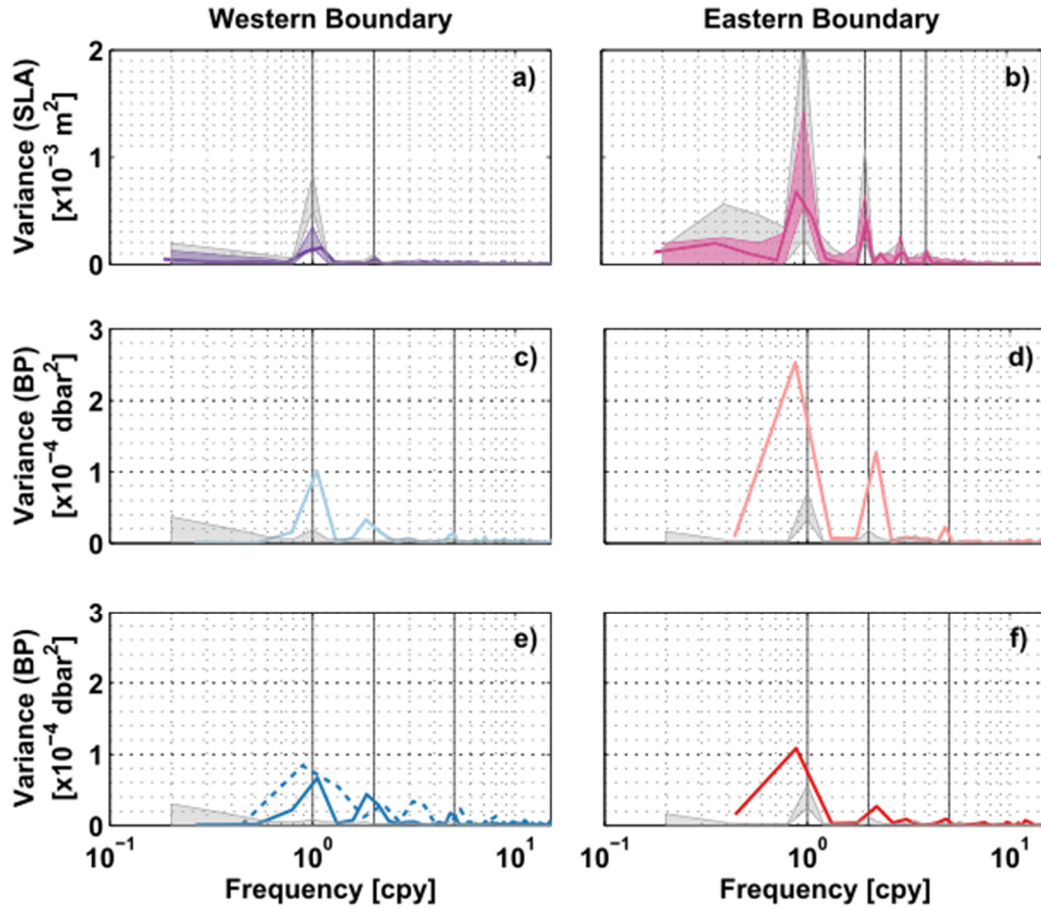 Western Boundary
Eastern Boundary
Variance (SLA)
[x10⁻³ m²]
2
1
0
a)
b)
Variance (BP)
[x10⁻⁴ dbar²]
3
2
1
0
c)
d)
Variance (BP)
[x10⁻⁴ dbar²]
3
2
1
0
e)
f)
10⁻¹
10⁰
10¹
10⁻¹
10⁰
10¹
Frequency [cpy]
Frequency [cpy]